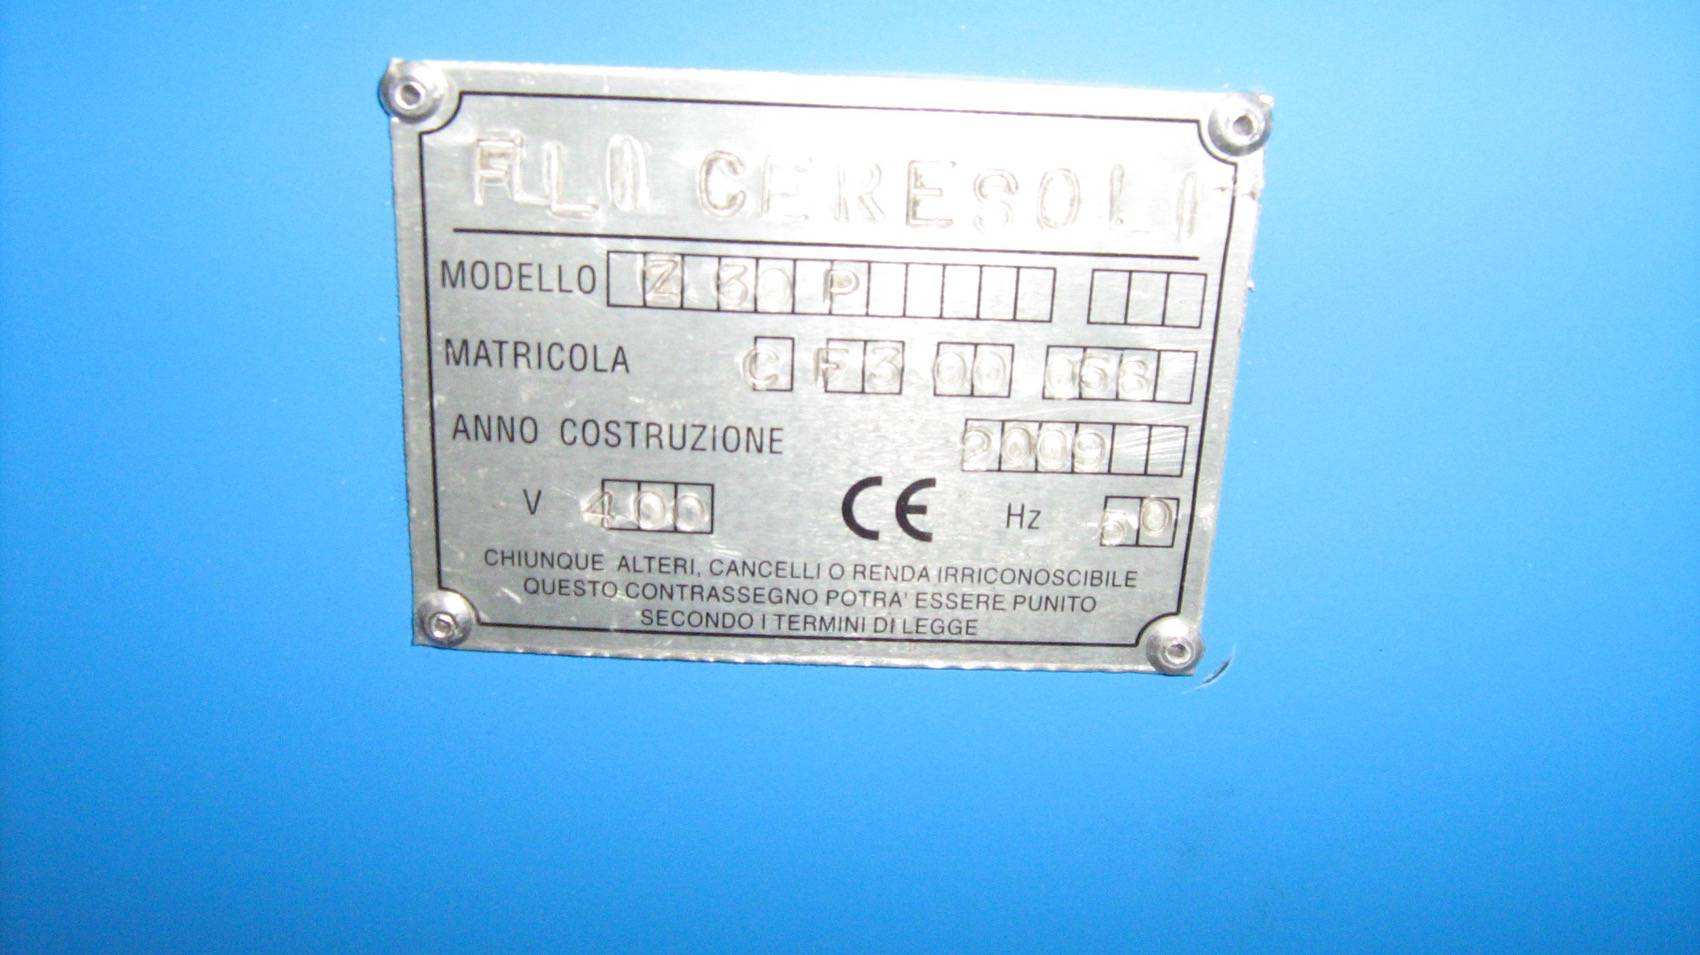 FLLI CERESOLI
MODELLO Z 30 P
MATRICOLA C F3 00 058
ANNO COSTRUZIONE 2009
V 400 CE Hz 50
CHIUNQUE ALTERI, CANCELLI O RENDA IRRICONOSCIBILE
QUESTO CONTRASSEGNO POTRA' ESSERE PUNITO
SECONDO I TERMINI DI LEGGE